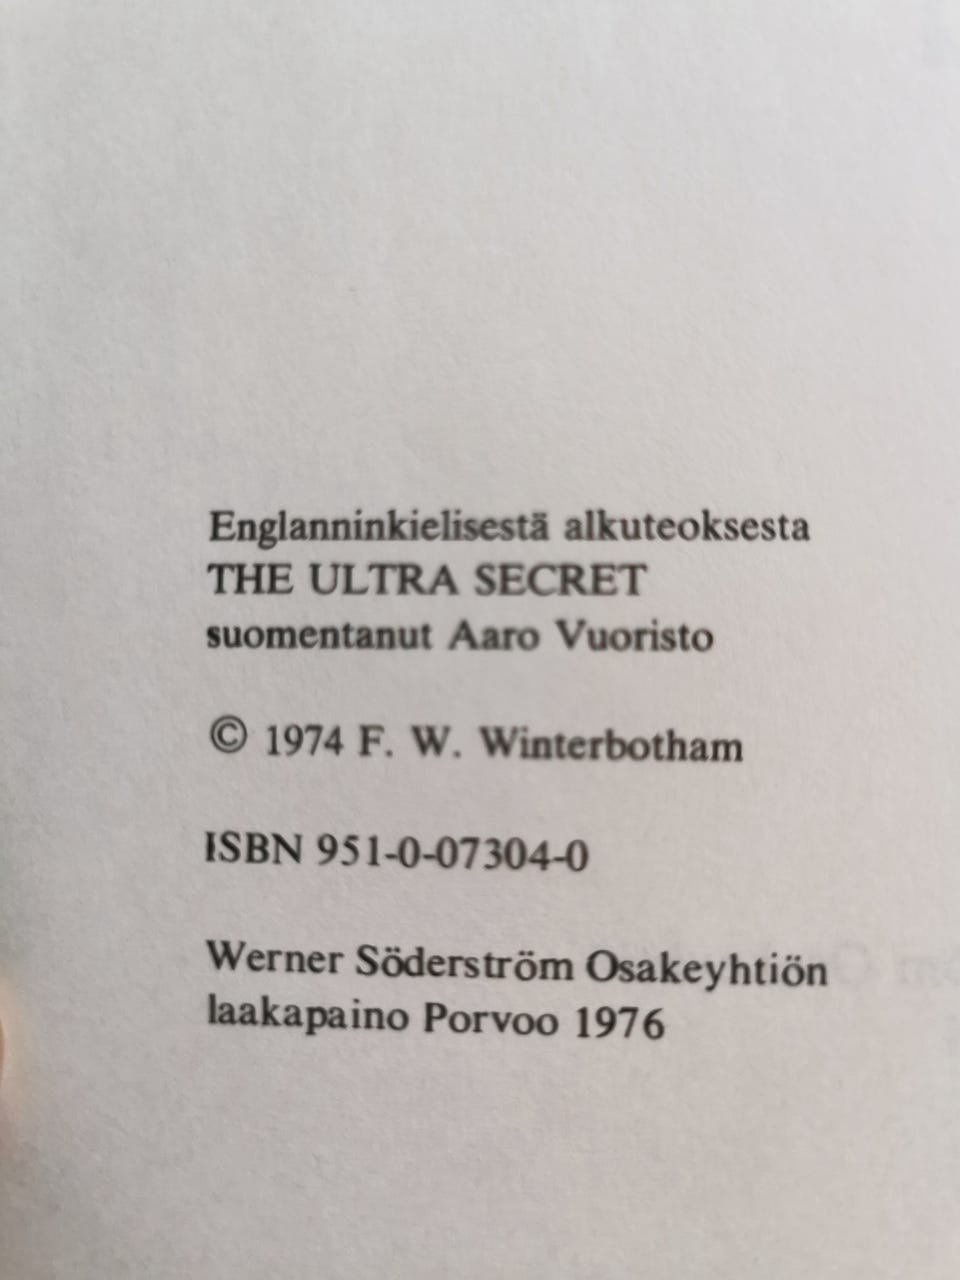 Englanninkielisestä alkuteoksesta
THE ULTRA SECRET
suomentanut Aaro Vuoristo
© 1974 F. W. Winterbotham
ISBN 951-0-07304-0
Werner Söderström Osakeyhtiön
laakapaino Porvoo 1976